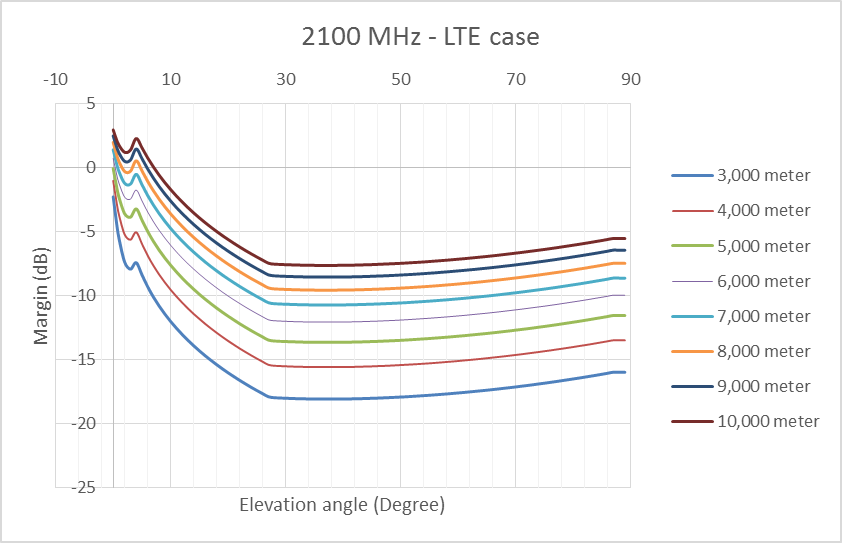 2100 MHz - LTE case
-10 10 30 50 70 90
5
0
-5
-10
-15
-20
-25
Margin (dB)
Elevation angle (Degree)
3,000 meter
4,000 meter
5,000 meter
6,000 meter
7,000 meter
8,000 meter
9,000 meter
10,000 meter